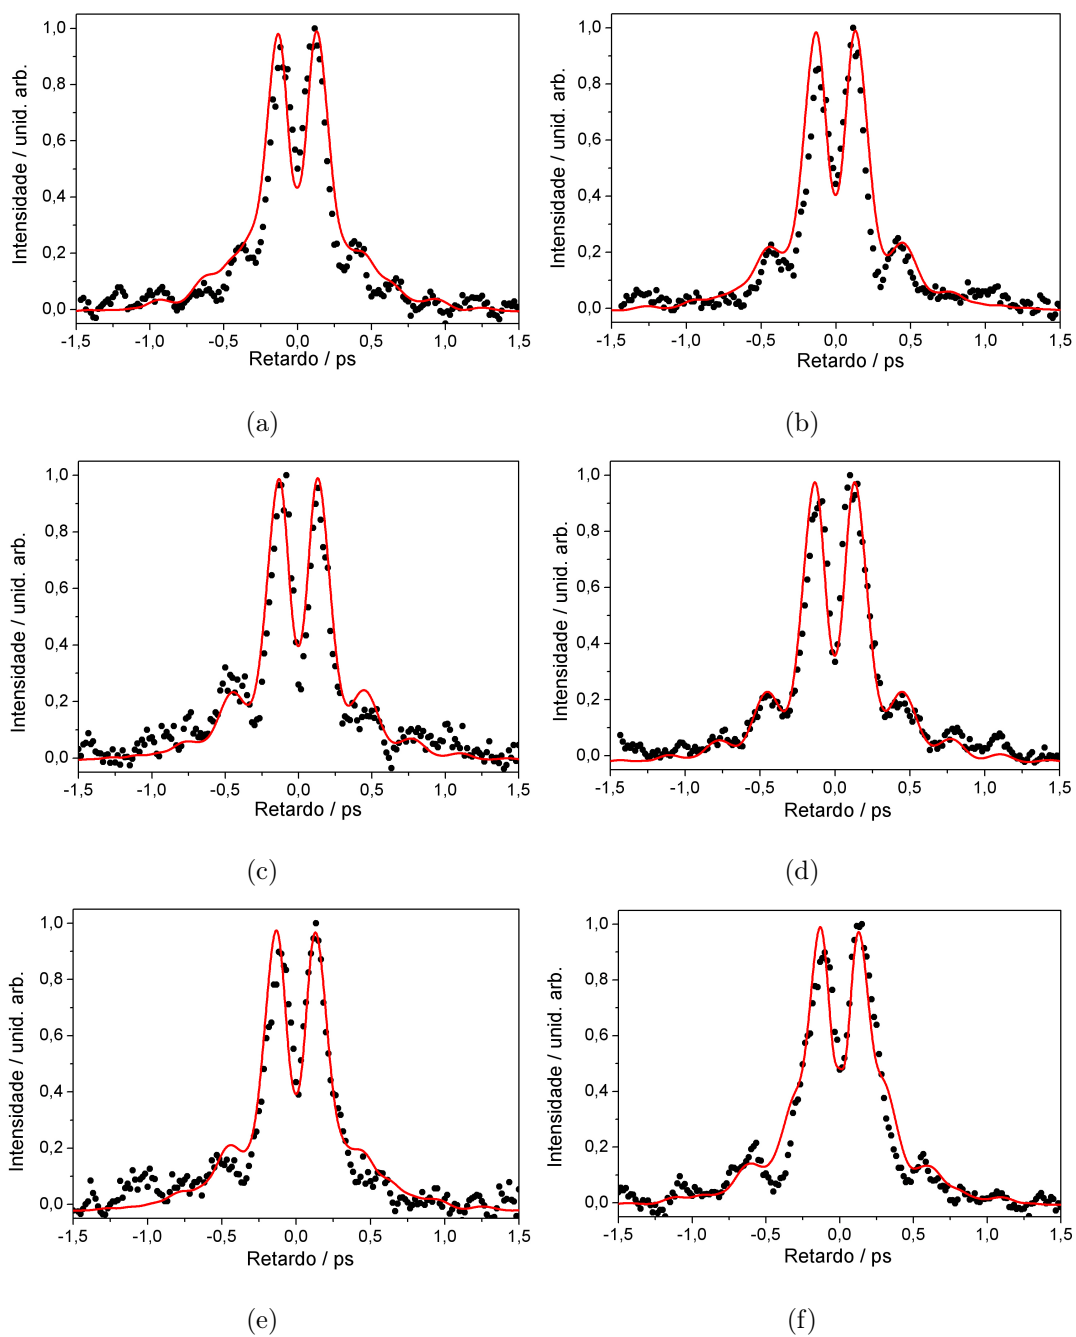 1,0
0,8
0,6
0,4
0,2
0,0
Intensidade / unid. arb.
-1,5 -1,0 -0,5 0,0 0,5 1,0 1,5
Retardo / ps
(a)
1,0
0,8
0,6
0,4
0,2
0,0
Intensidade / unid. arb.
-1,5 -1,0 -0,5 0,0 0,5 1,0 1,5
Retardo / ps
(b)
1,0
0,8
0,6
0,4
0,2
0,0
Intensidade / unid. arb.
-1,5 -1,0 -0,5 0,0 0,5 1,0 1,5
Retardo / ps
(c)
1,0
0,8
0,6
0,4
0,2
0,0
Intensidade / unid. arb.
-1,5 -1,0 -0,5 0,0 0,5 1,0 1,5
Retardo / ps
(d)
1,0
0,8
0,6
0,4
0,2
0,0
Intensidade / unid. arb.
-1,5 -1,0 -0,5 0,0 0,5 1,0 1,5
Retardo / ps
(e)
1,0
0,8
0,6
0,4
0,2
0,0
Intensidade / unid. arb.
-1,5 -1,0 -0,5 0,0 0,5 1,0 1,5
Retardo / ps
(f)